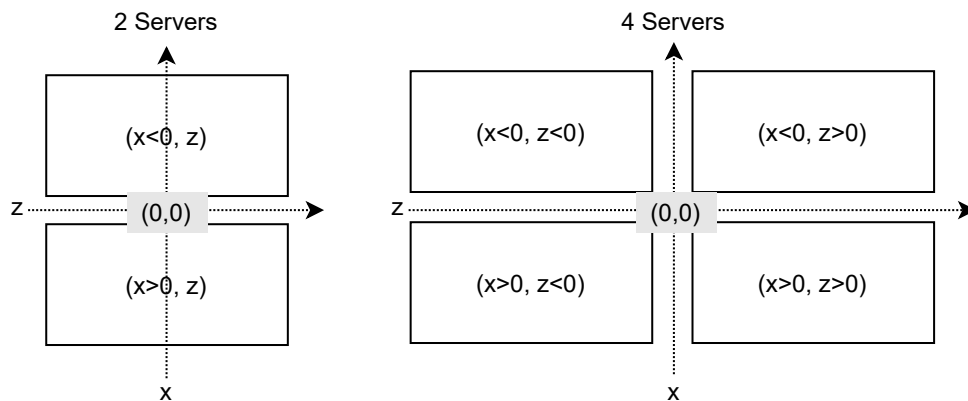 2 Servers
(x<0, z)
z
(0,0)
(x>0, z)
x
4 Servers
(x<0, z<0)
(x<0, z>0)
z
(0,0)
(x>0, z<0)
(x>0, z>0)
x